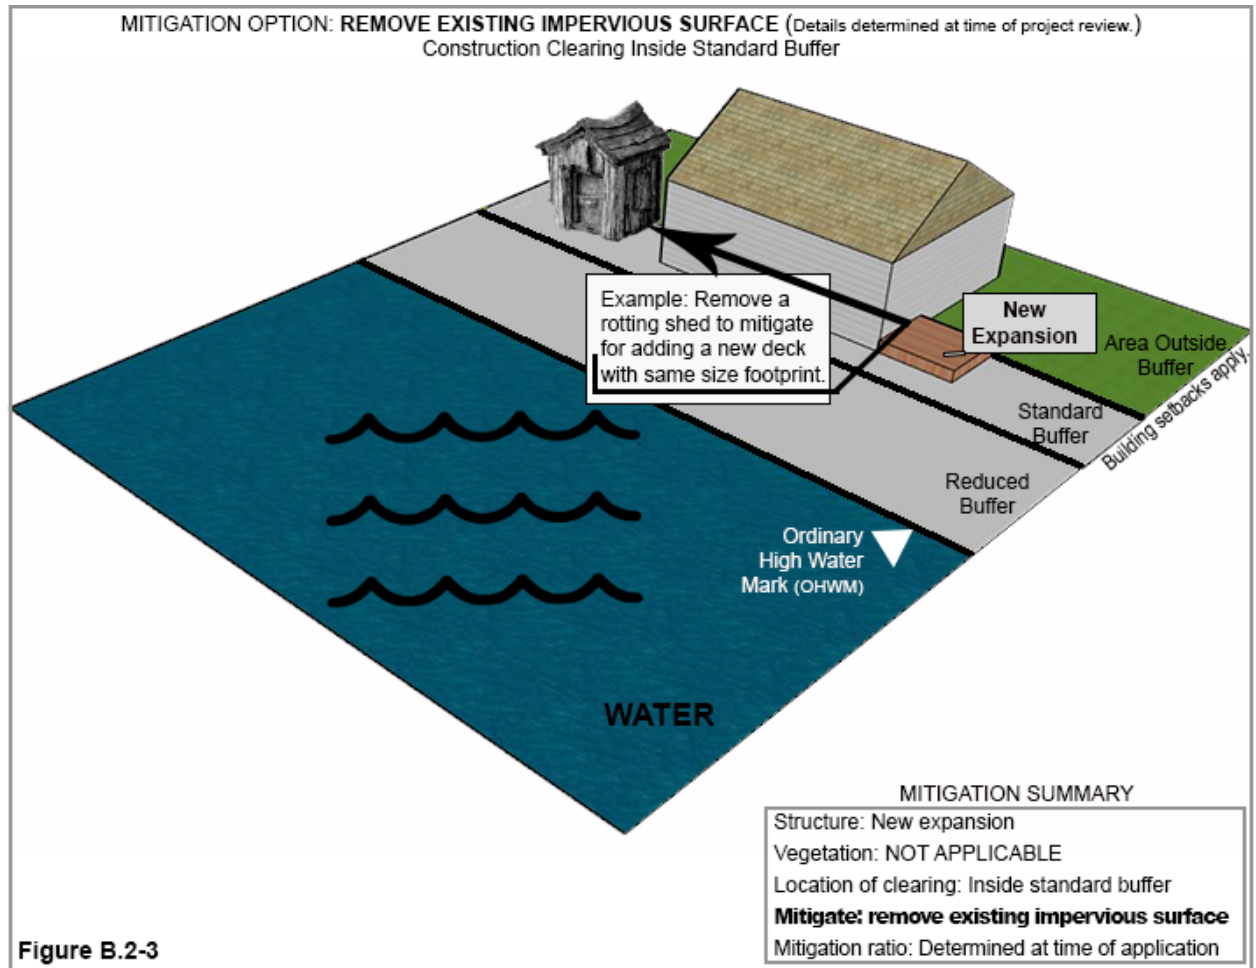 MITIGATION OPTION: REMOVE EXISTING IMPERVIOUS SURFACE (Details determined at time of project review.)
Construction Clearing Inside Standard Buffer
Example: Remove a
rotting shed to mitigate
for adding a new deck
with same size footprint.
New
Expansion
Area Outside
Buffer
Building setbacks apply.
Standard
Buffer
Reduced
Buffer
Ordinary
High Water
Mark (OHWM)
WATER
MITIGATION SUMMARY
Structure: New expansion
Vegetation: NOT APPLICABLE
Location of clearing: Inside standard buffer
Mitigate: remove existing impervious surface
Mitigation ratio: Determined at time of application
Figure B.2-3